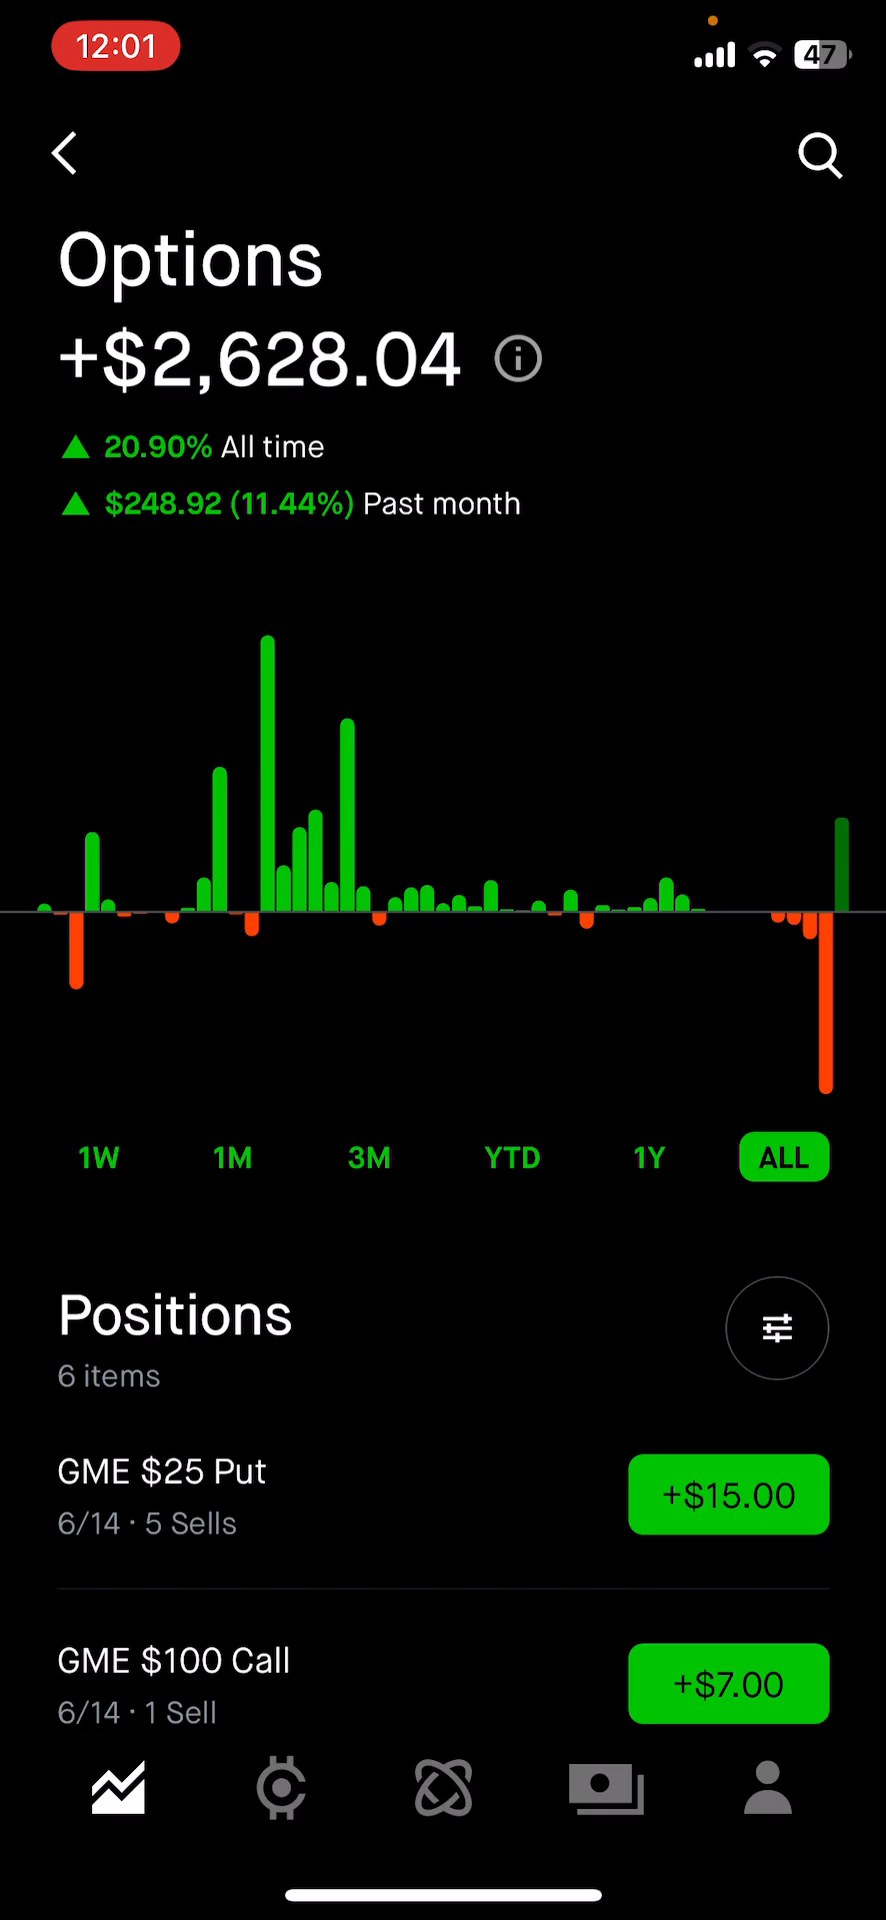 12:01
47
Options
+$2,628.04
20.90% All time
$248.92 (11.44%) Past month
1W 1M 3M YTD 1Y ALL
Positions
6 items
GME $25 Put
6/14 · 5 Sells
+$15.00
GME $100 Call
6/14 · 1 Sell
+$7.00